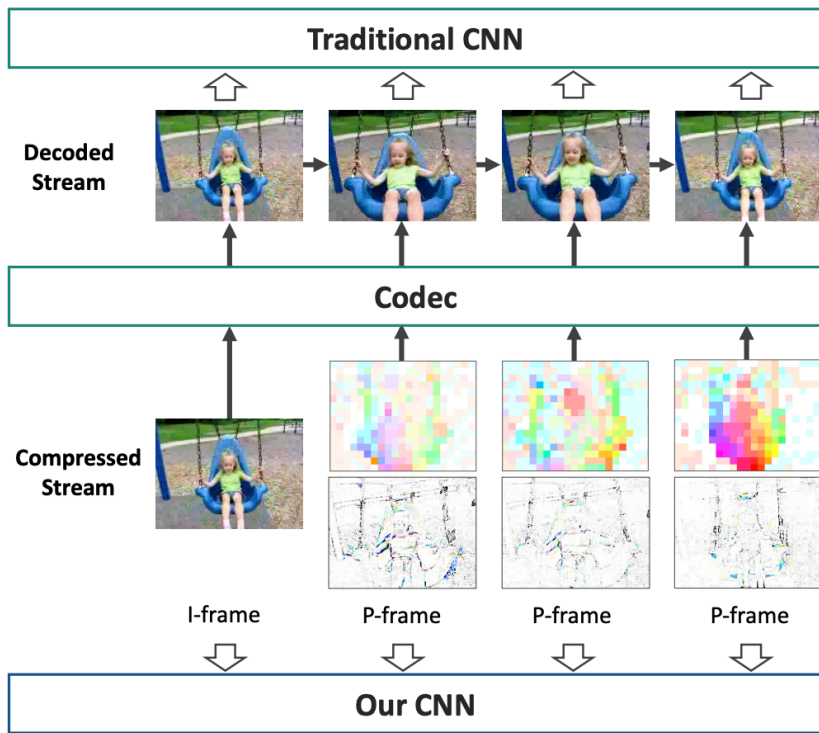 Traditional CNN
Decoded
Stream
Codec
Compressed
Stream
I-frame
P-frame
P-frame
P-frame
Our CNN